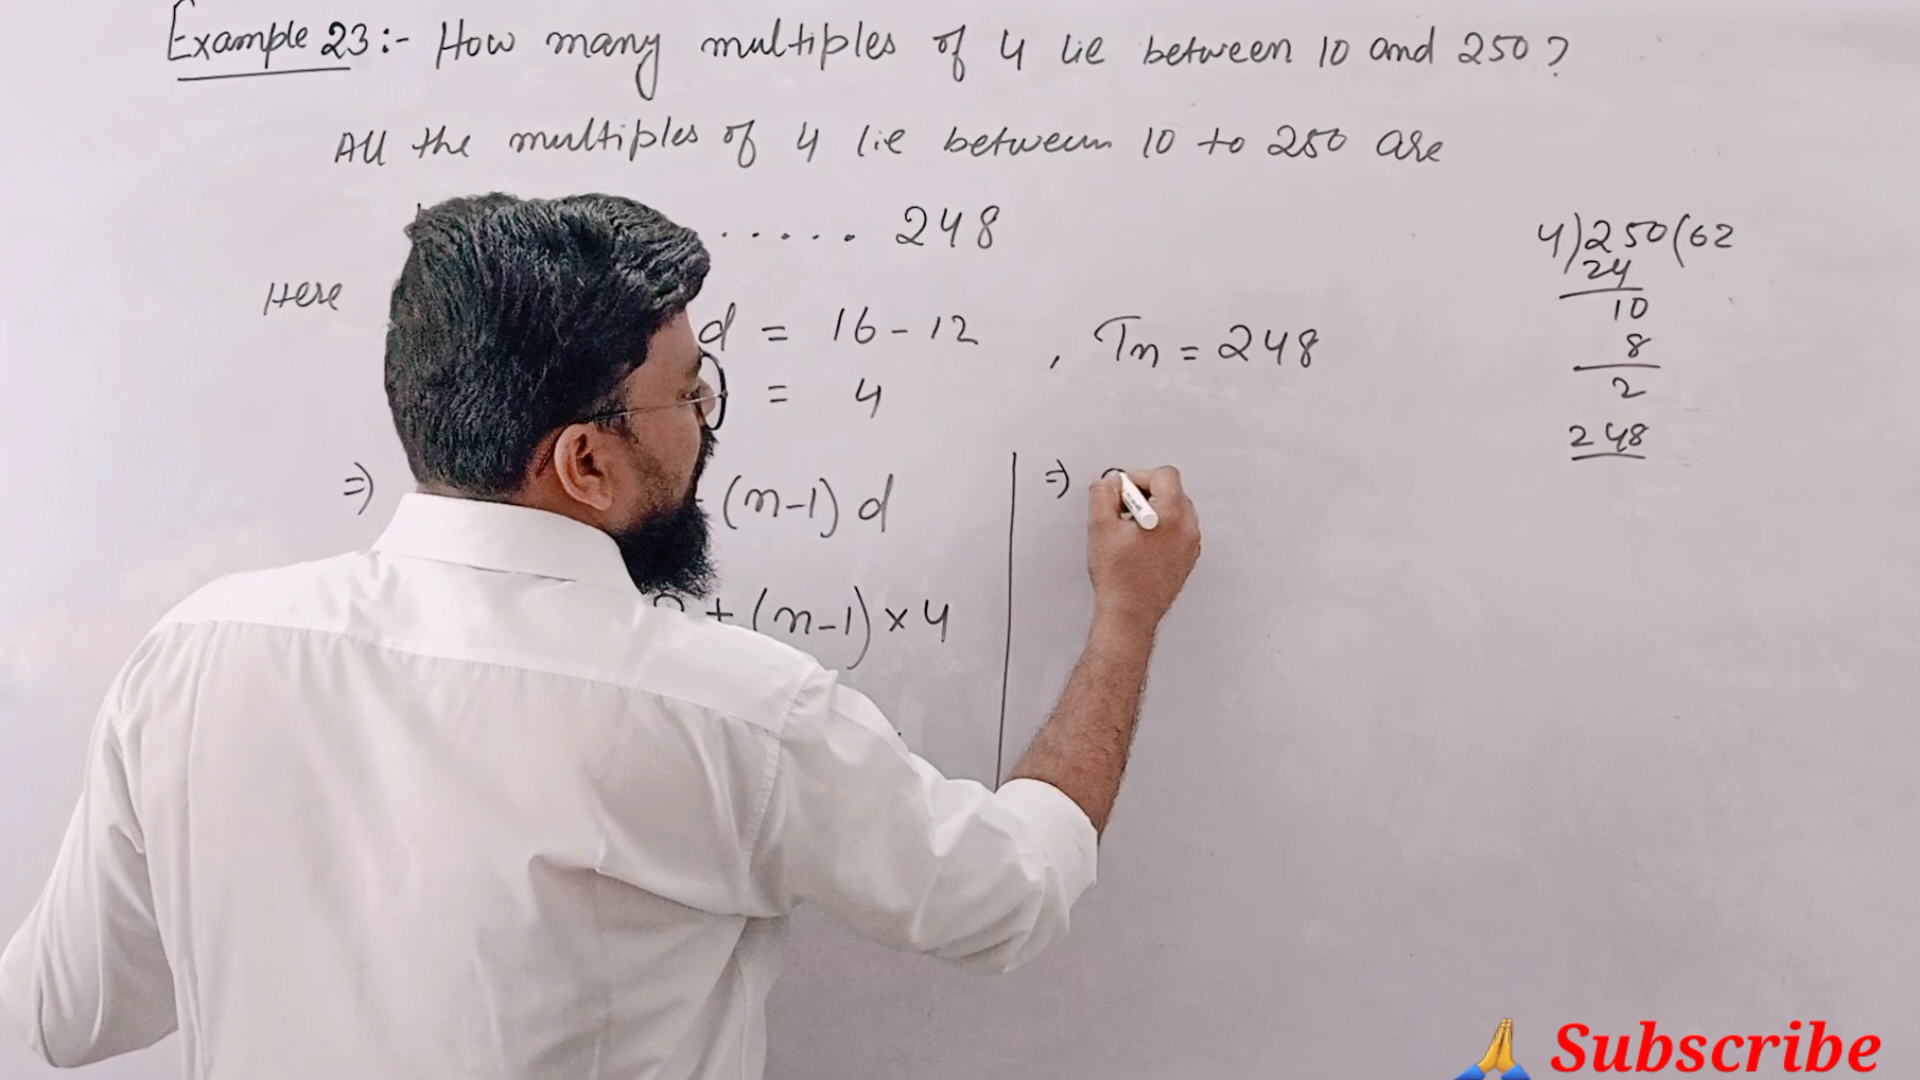 Example 23:- How many multiples of 4 lie between 10 and 250?
All the multiples of 4 lie between 10 to 250 are
..... 248
Here
d = 16 - 12 , Tn = 248
= 4
=) (n-1) d
+ (n-1) × 4
=)
4)250(62
24
10
8
2
248
🙏 Subscribe